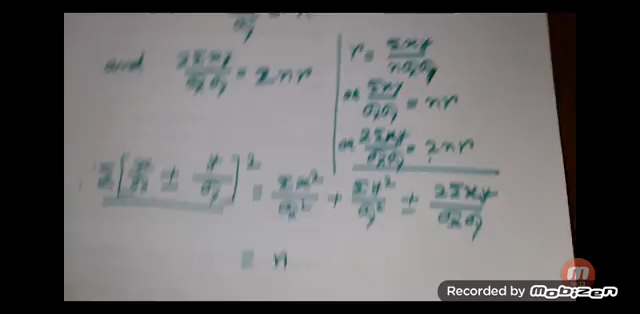 and 2Σxy/σxσy = 2nr
r = Σxy/nσxσy
or Σxy/σxσy = nr
or 2Σxy/σxσy = 2nr
Σ[x/σx ± y/σy]² = Σx²/σx² + Σy²/σy² ± 2Σxy/σxσy
= n
Recorded by MOBIZEN